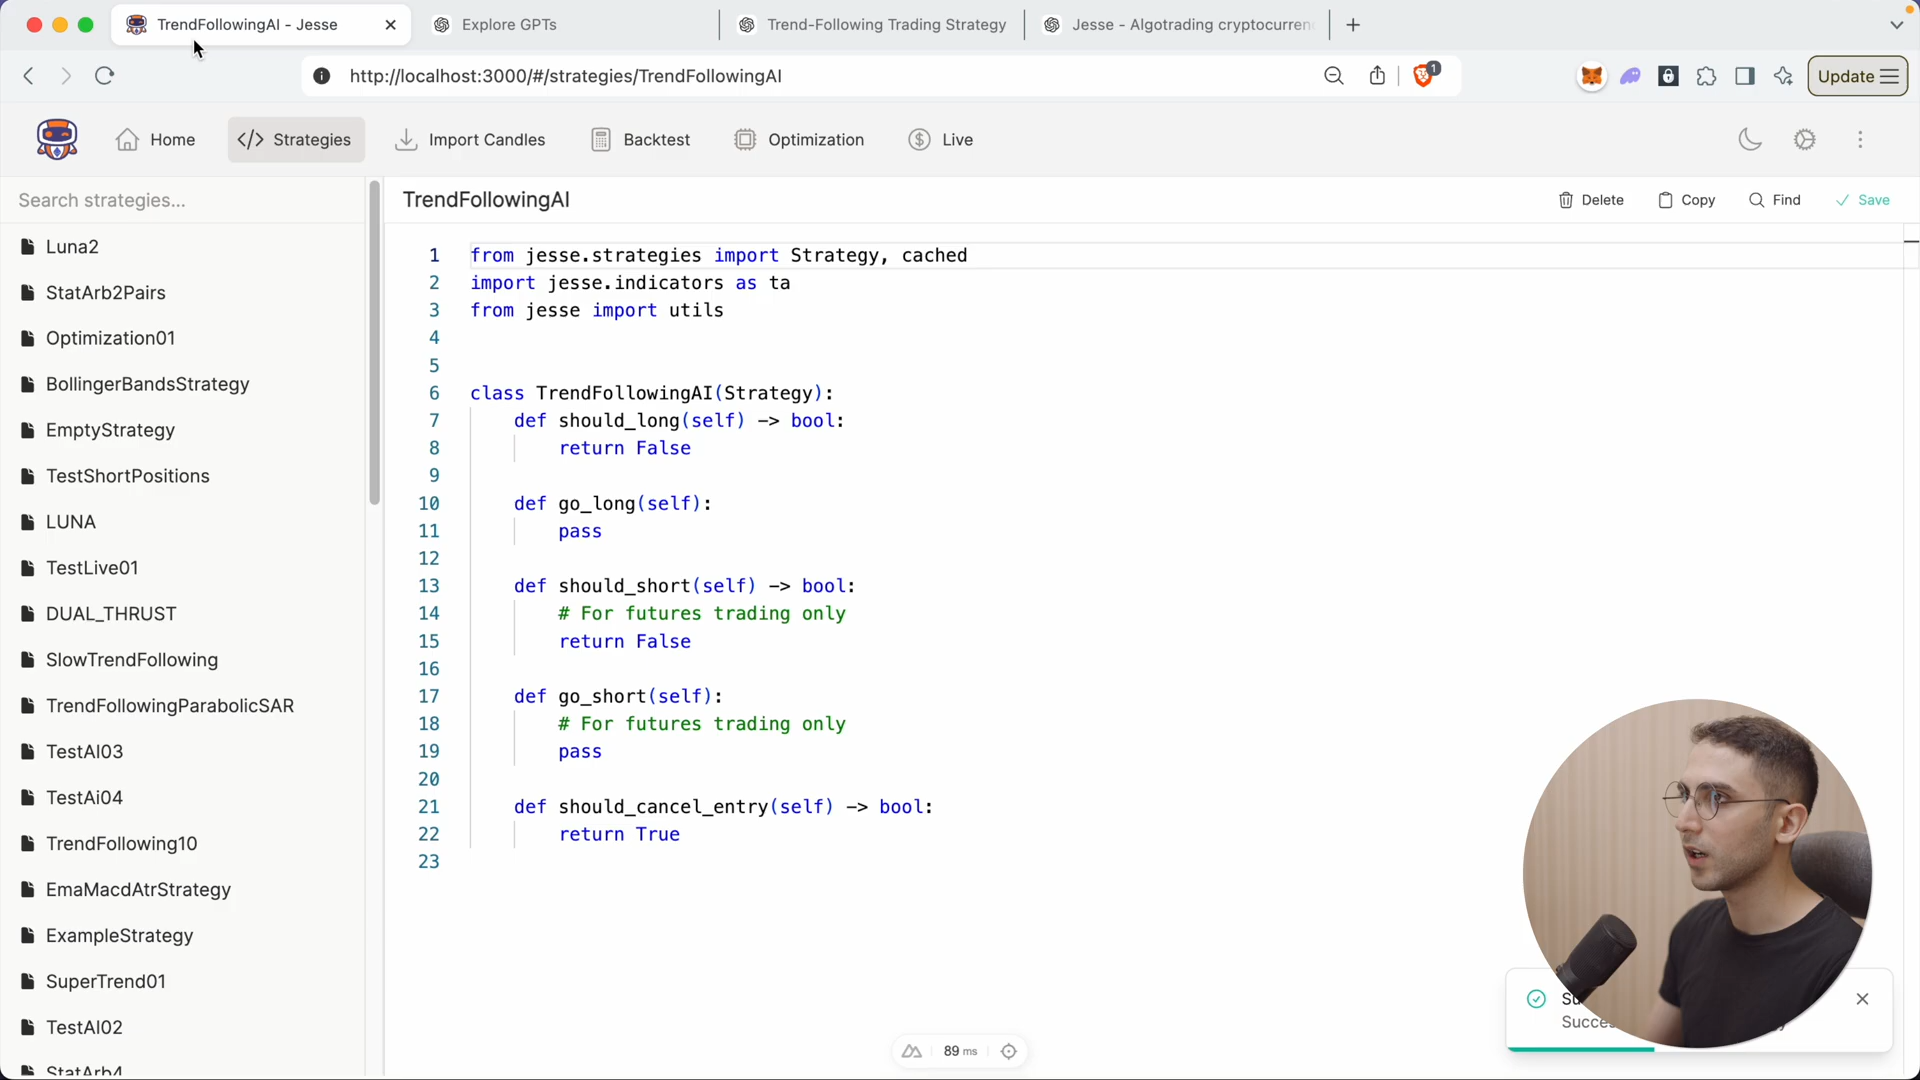 TrendFollowingAI - Jesse
Explore GPTs
Trend-Following Trading Strategy
Jesse - Algotrading cryptocurren
http://localhost:3000/#/strategies/TrendFollowingAI
1
Update
Home
Strategies
Import Candles
Backtest
Optimization
Live
Search strategies...
TrendFollowingAI
Delete
Copy
Find
Save
Luna2
StatArb2Pairs
Optimization01
BollingerBandsStrategy
EmptyStrategy
TestShortPositions
LUNA
TestLive01
DUAL_THRUST
SlowTrendFollowing
TrendFollowingParabolicSAR
TestAI03
TestAi04
TrendFollowing10
EmaMacdAtrStrategy
ExampleStrategy
SuperTrend01
TestAI02
StatArb4
1 from jesse.strategies import Strategy, cached
2 import jesse.indicators as ta
3 from jesse import utils
4
5
6 class TrendFollowingAI(Strategy):
7 def should_long(self) -> bool:
8 return False
9
10 def go_long(self):
11 pass
12
13 def should_short(self) -> bool:
14 # For futures trading only
15 return False
16
17 def go_short(self):
18 # For futures trading only
19 pass
20
21 def should_cancel_entry(self) -> bool:
22 return True
23
89 ms